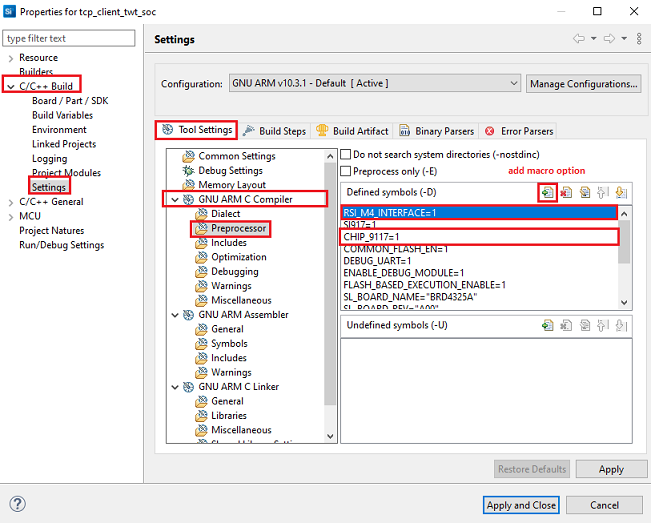 Si Properties for tcp_client_twt_soc
type filter text
Resource
Builders
C/C++ Build
Board / Part / SDK
Build Variables
Environment
Linked Projects
Logging
Project Modules
Settings
C/C++ General
MCU
Project Natures
Run/Debug Settings
Settings
Configuration: GNU ARM v10.3.1 - Default [ Active ] Manage Configurations...
Tool Settings Build Steps Build Artifact Binary Parsers Error Parsers
Common Settings
Debug Settings
Memory Layout
GNU ARM C Compiler
Dialect
Preprocessor
Includes
Optimization
Debugging
Warnings
Miscellaneous
GNU ARM Assembler
General
Symbols
Includes
Warnings
GNU ARM C Linker
General
Libraries
Miscellaneous
Shared Library Settin
Do not search system directories (-nostdinc)
Preprocess only (-E) add macro option
Defined symbols (-D)
RSI_M4_INTERFACE=1
SI917=1
CHIP_9117=1
COMMON_FLASH_EN=1
DEBUG_UART=1
ENABLE_DEBUG_MODULE=1
FLASH_BASED_EXECUTION_ENABLE=1
SL_BOARD_NAME="BRD4325A"
SL_BOARD_REV="A00"
Undefined symbols (-U)
Restore Defaults Apply
? Apply and Close Cancel